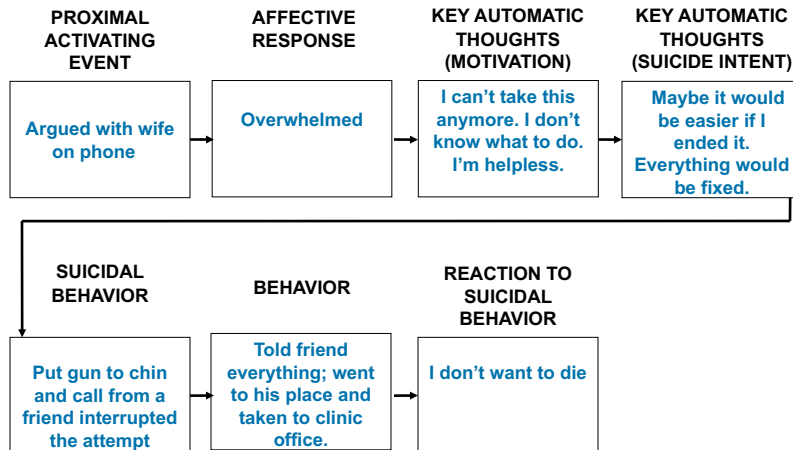 PROXIMAL
ACTIVATING
EVENT
AFFECTIVE
RESPONSE
KEY AUTOMATIC
THOUGHTS
(MOTIVATION)
KEY AUTOMATIC
THOUGHTS
(SUICIDE INTENT)
Argued with wife
on phone
Overwhelmed
I can't take this
anymore. I don't
know what to do.
I'm helpless.
Maybe it would
be easier if I
ended it.
Everything would
be fixed.
SUICIDAL
BEHAVIOR
BEHAVIOR
REACTION TO
SUICIDAL
BEHAVIOR
Put gun to chin
and call from a
friend interrupted
the attempt
Told friend
everything; went
to his place and
taken to clinic
office.
I don't want to die